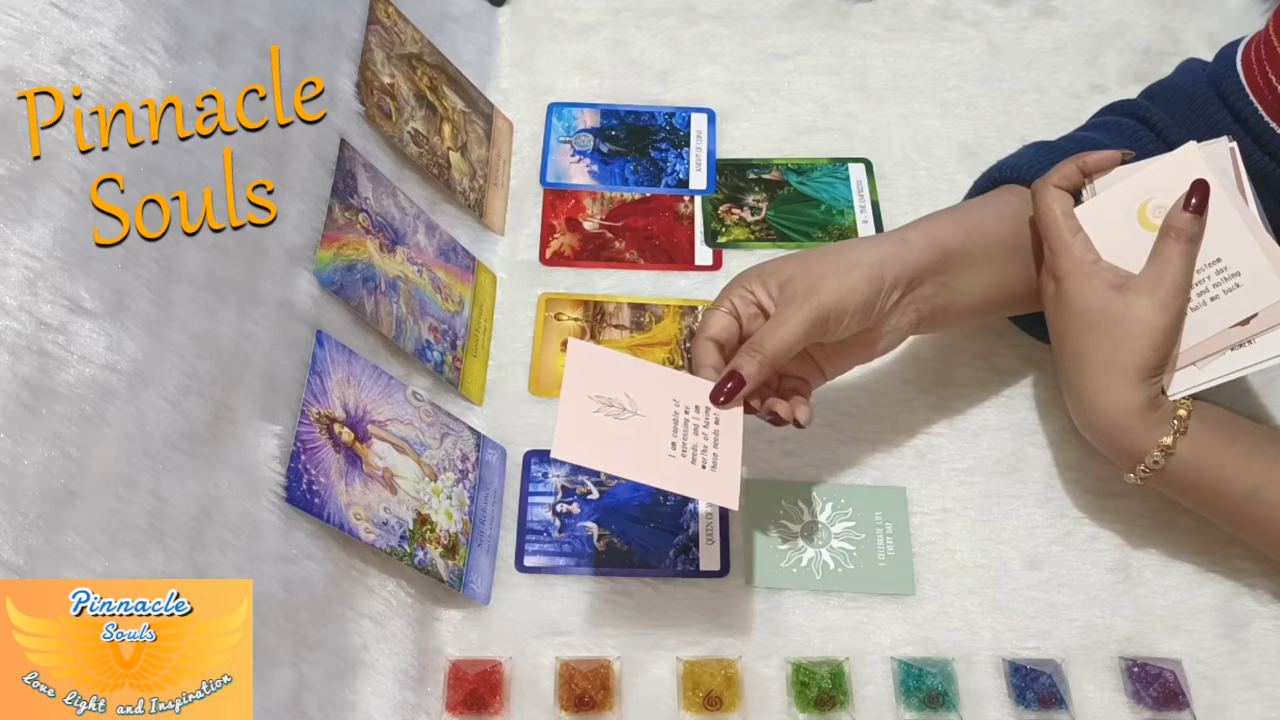 Pinnacle
Souls
KNIGHT OF COINS
III - THE EMPRESS
esteem
every day.
and nothing
hold me back.
I am capable of
expressing my
needs, and I am
worthy of having
those needs met.
Good Fortune
Self-Reliance
QUEEN OF
I CELEBRATE LIFE
EVERY DAY
Pinnacle
Souls
Love Light and Inspiration